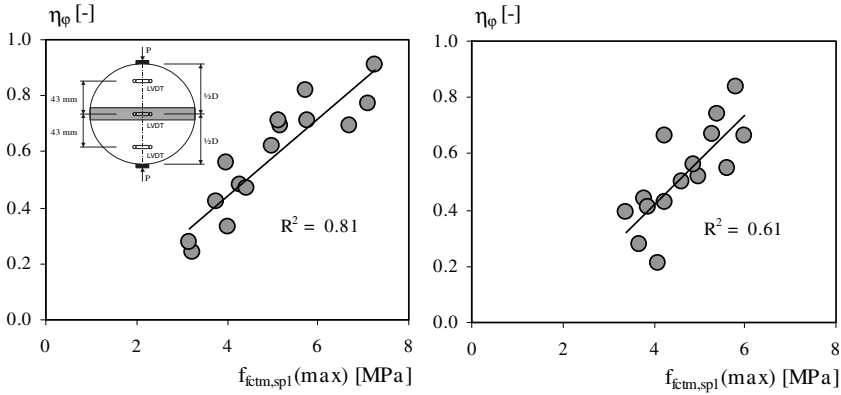 ηφ [-]
1.0
0.8
0.6
0.4
0.2
0.0
0 2 4 6 8
f_fctm,spl(max) [MPa]
R² = 0.81
P
LVDT
LVDT
LVDT
43 mm
43 mm
½D
½D
P
ηφ [-]
1.0
0.8
0.6
0.4
0.2
0.0
0 2 4 6 8
f_fctm,spl(max) [MPa]
R² = 0.61